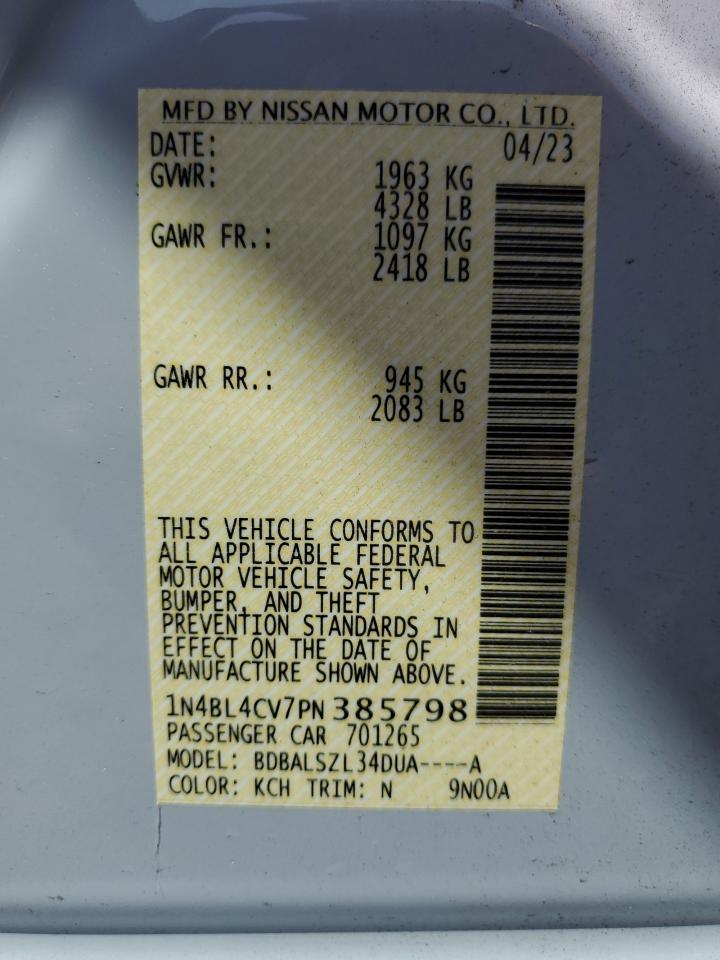 MFD BY NISSAN MOTOR CO., LTD.
DATE: 04/23
GVWR: 1963 KG
4328 LB
GAWR FR.: 1097 KG
2418 LB
GAWR RR.: 945 KG
2083 LB
THIS VEHICLE CONFORMS TO
ALL APPLICABLE FEDERAL
MOTOR VEHICLE SAFETY,
BUMPER, AND THEFT
PREVENTION STANDARDS IN
EFFECT ON THE DATE OF
MANUFACTURE SHOWN ABOVE.
1N4BL4CV7PN385798
PASSENGER CAR 701265
MODEL: BDBALSZL34DUA----A
COLOR: KCH TRIM: N 9N00A